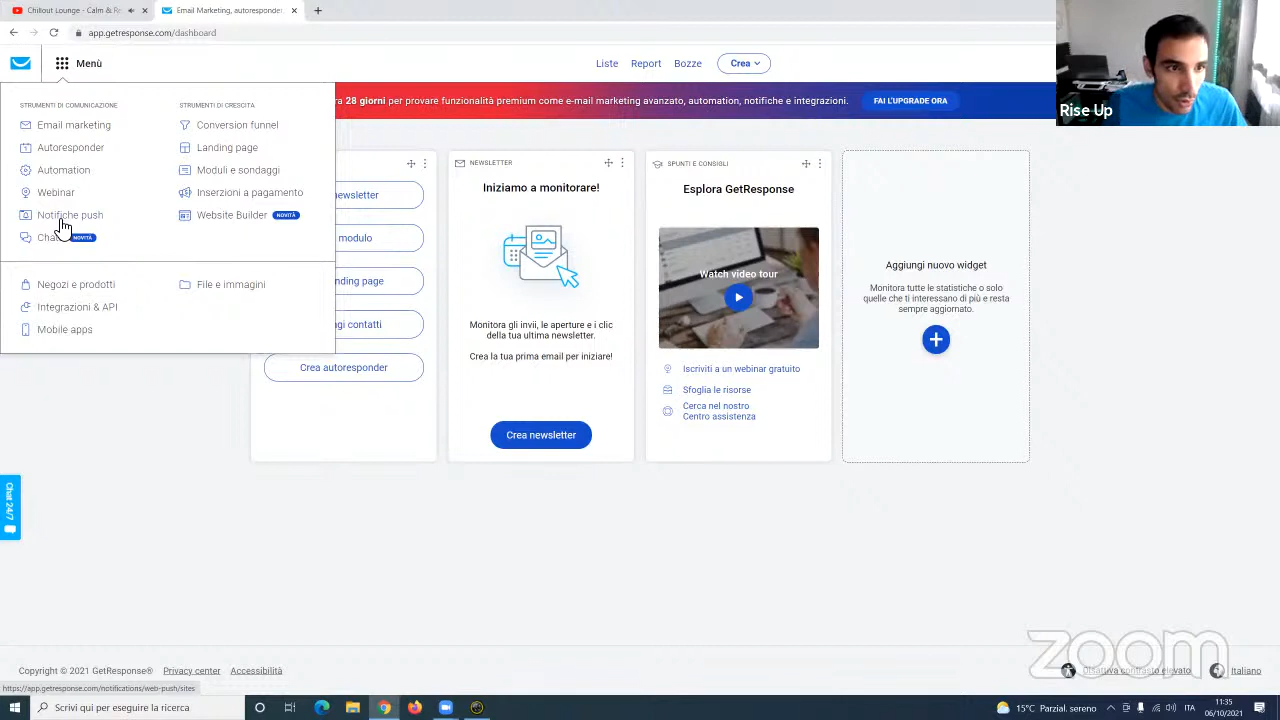 Chillout Lounge - Calm & Re
Email Marketing, autoresponder
app.getresponse.com/dashboard
Rise Up
Menù
Liste
Report
Bozze
Crea
28 giorni per provare funzionalità premium come e-mail marketing avanzato, automation, notifiche e integrazioni.
FAI L'UPGRADE ORA
STRUMENTI DI COMUNICAZIONE
Email marketing
Autoresponder
Automation
Webinar
Notifiche push
NOVITÀ
STRUMENTI DI CRESCITA
Conversion funnel
Landing page
Moduli e sondaggi
Inserzioni a pagamento
Website Builder NOVITÀ
Negozi e prodotti
Integrazioni & API
Mobile apps
File e immagini
newsletter
modulo
Crea autoresponder
NEWSLETTER
Iniziamo a monitorare!
Monitora gli invii, le aperture e i clic
della tua ultima newsletter.
Crea la tua prima email per iniziare!
Crea newsletter
SPUNTI E CONSIGLI
Esplora GetResponse
Watch video tour
Iscriviti a un webinar gratuito
Sfoglia le risorse
Cerca nel nostro
Centro assistenza
Aggiungi nuovo widget
Monitora tutte le statistiche o solo
quelle che ti interessano di più e resta
sempre aggiornato.
Chat 24/7
zoom
Copyright © 2021 GetResponse®
Privacy center
Accessibilità
Disattiva contrasto elevato
Italiano
https://app.getresponse.com/notifications/web-push/sites
Scrivi qui per eseguire la ricerca
15°C Parzial. sereno
ITA
11:35
06/10/2021